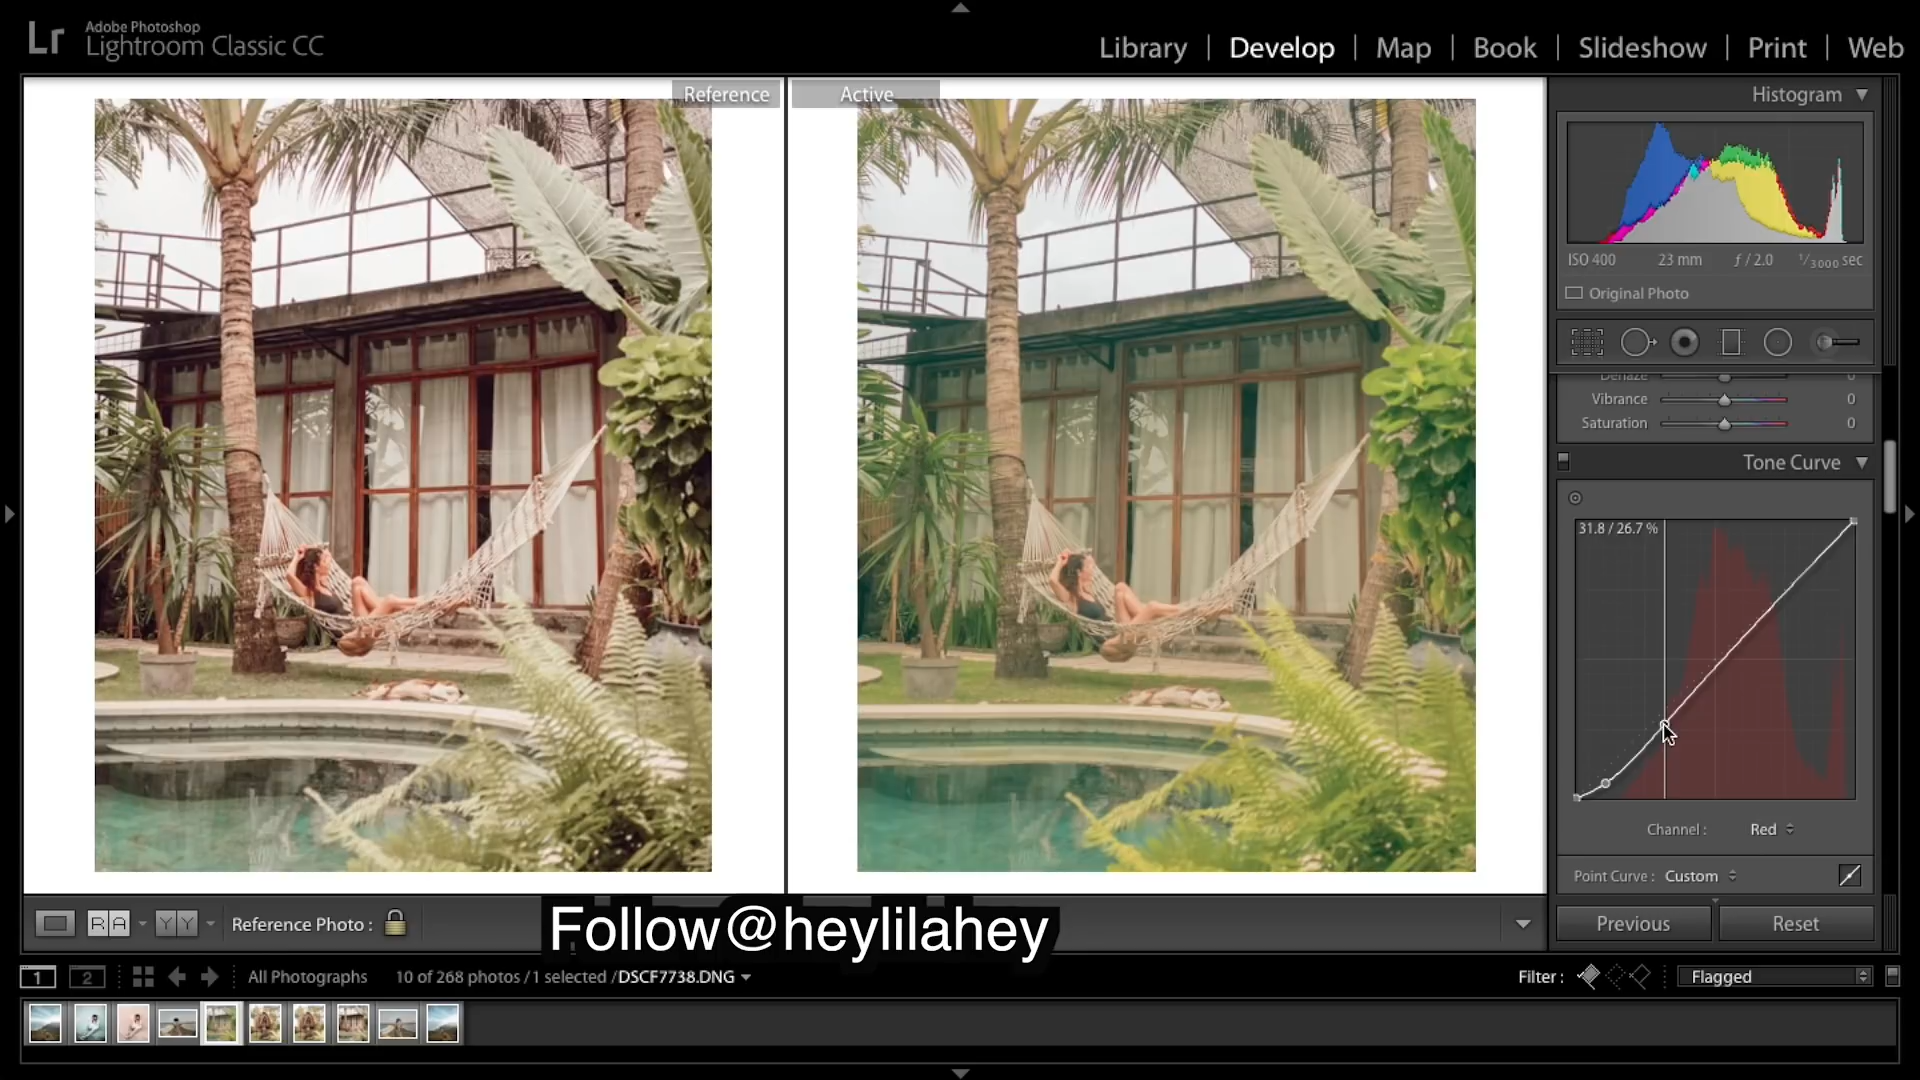 Lr Adobe Photoshop
Lightroom Classic CC
Library | Develop | Map | Book | Slideshow | Print | Web
Reference
Active
Histogram
ISO 400 23 mm ƒ / 2.0 1/3000 sec
Original Photo
Dehaze 0
Vibrance 0
Saturation 0
Tone Curve
31.8 / 26.7 %
Channel : Red
Point Curve : Custom
Previous Reset
R A Y Y Reference Photo :
Follow@heylilahey
1 2 All Photographs 10 of 268 photos / 1 selected / DSCF7738.DNG
Filter : Flagged